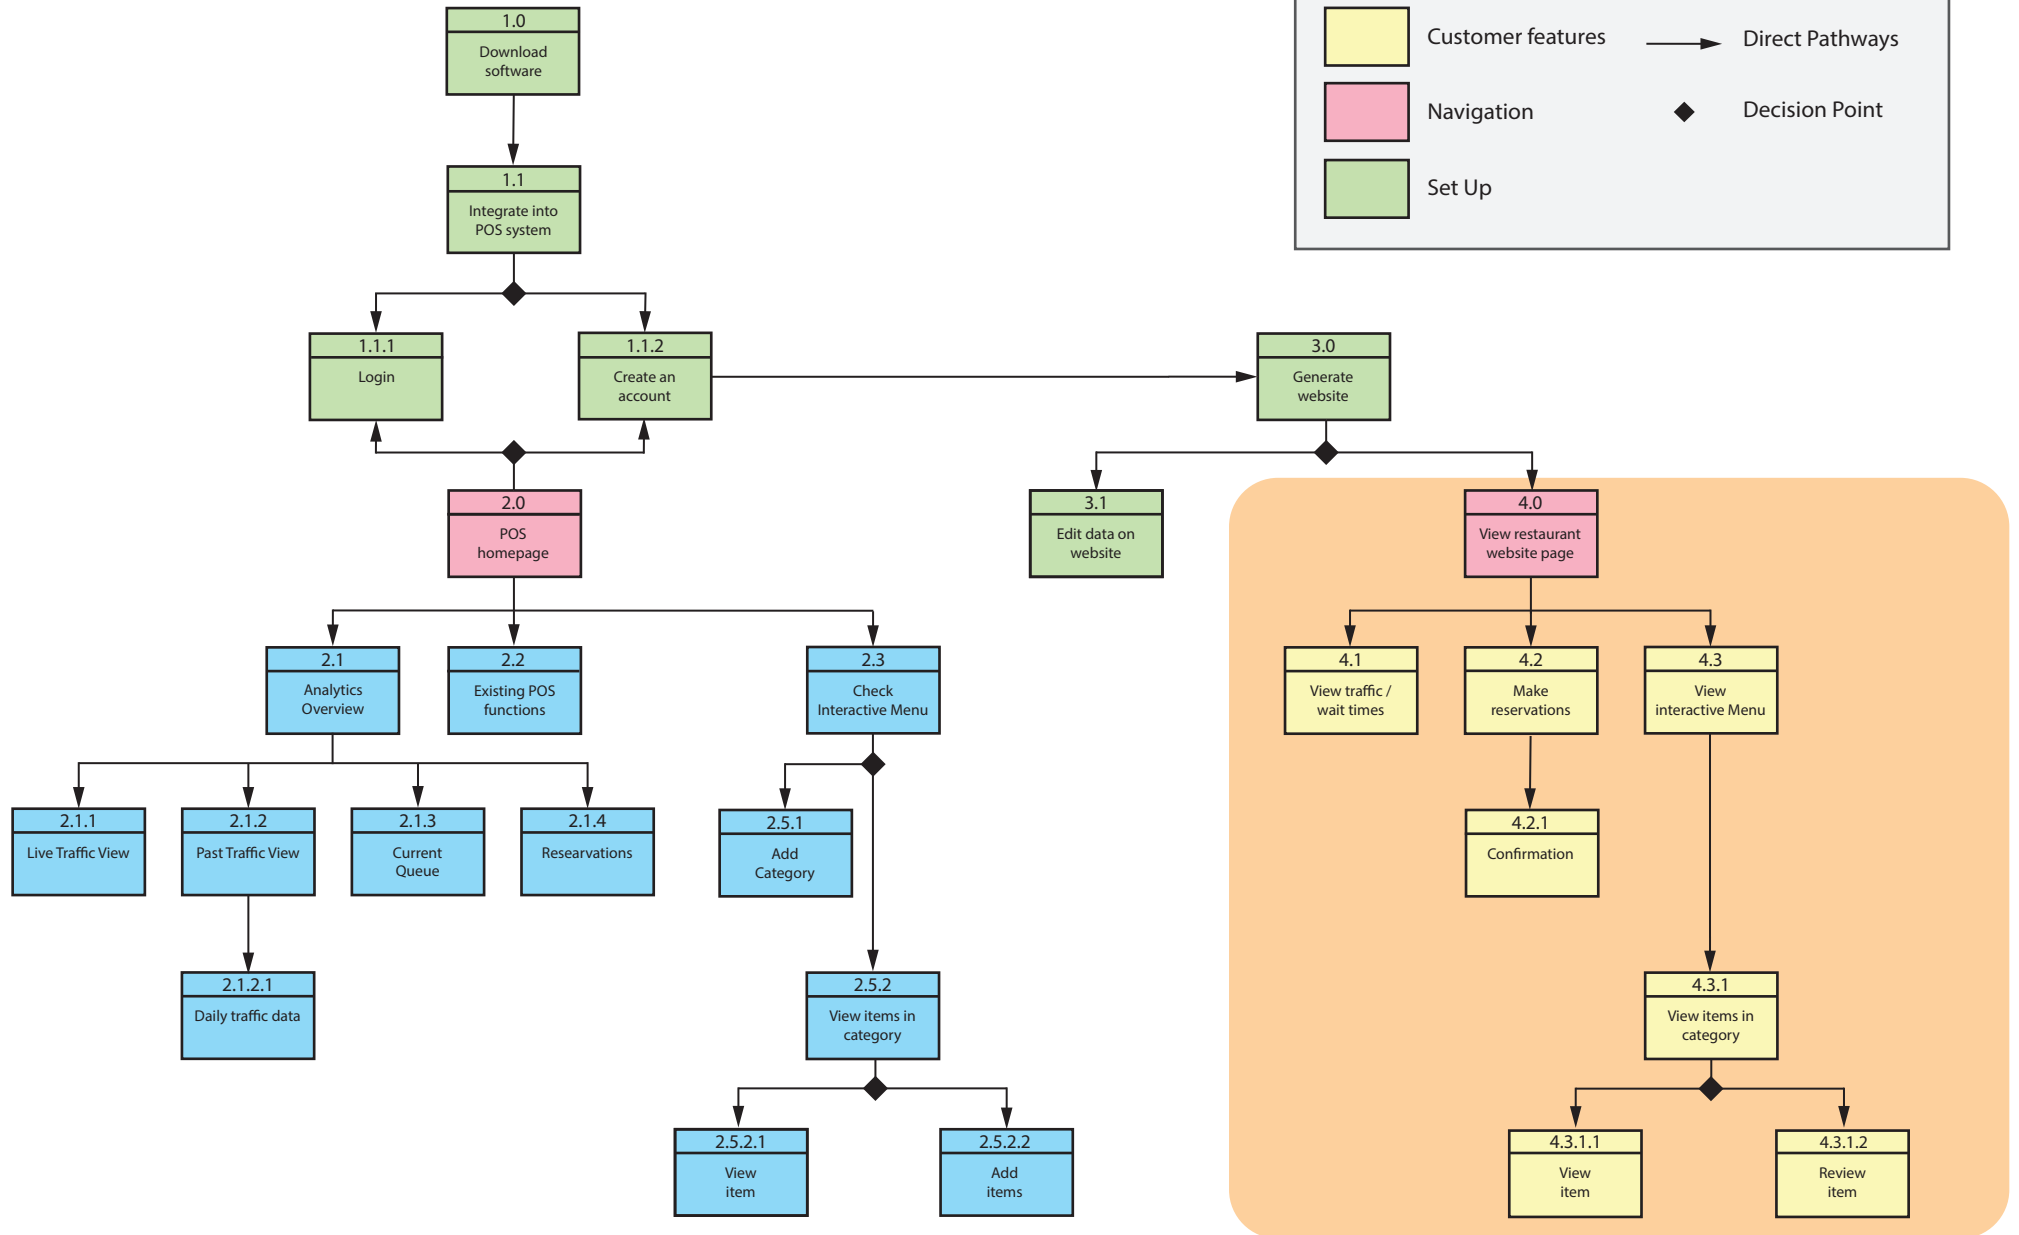 1.0
Download
software
Customer features
Direct Pathways
Navigation
Decision Point
Set Up
1.1
Integrate into
POS system
1.1.1
Login
1.1.2
Create an
account
3.0
Generate
website
2.0
POS
homepage
3.1
Edit data on
website
4.0
View restaurant
website page
2.1
Analytics
Overview
2.2
Existing POS
functions
2.3
Check
Interactive Menu
4.1
View traffic /
wait times
4.2
Make
reservations
4.3
View
interactive Menu
2.1.1
Live Traffic View
2.1.2
Past Traffic View
2.1.3
Current
Queue
2.1.4
Researvations
2.5.1
Add
Category
4.2.1
Confirmation
2.1.2.1
Daily traffic data
2.5.2
View items in
category
4.3.1
View items in
category
2.5.2.1
View
item
2.5.2.2
Add
items
4.3.1.1
View
item
4.3.1.2
Review
item